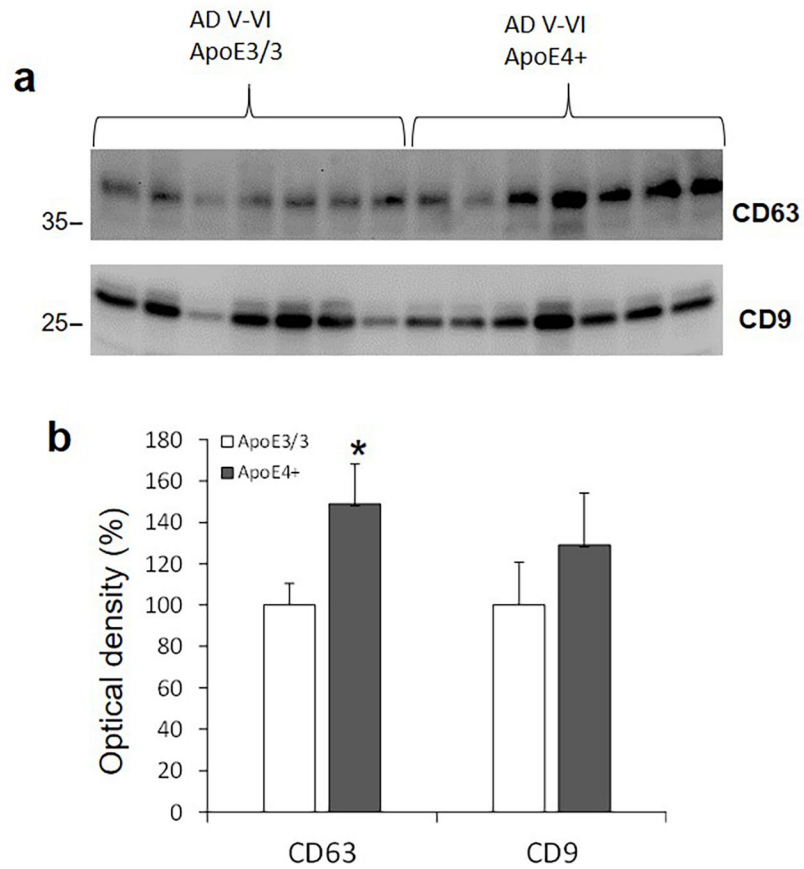 AD V-VI
ApoE3/3
AD V-VI
ApoE4+
a
35–
CD63
25–
CD9
b
Optical density (%)
180
160
140
120
100
80
60
40
20
0
ApoE3/3
ApoE4+
*
CD63
CD9